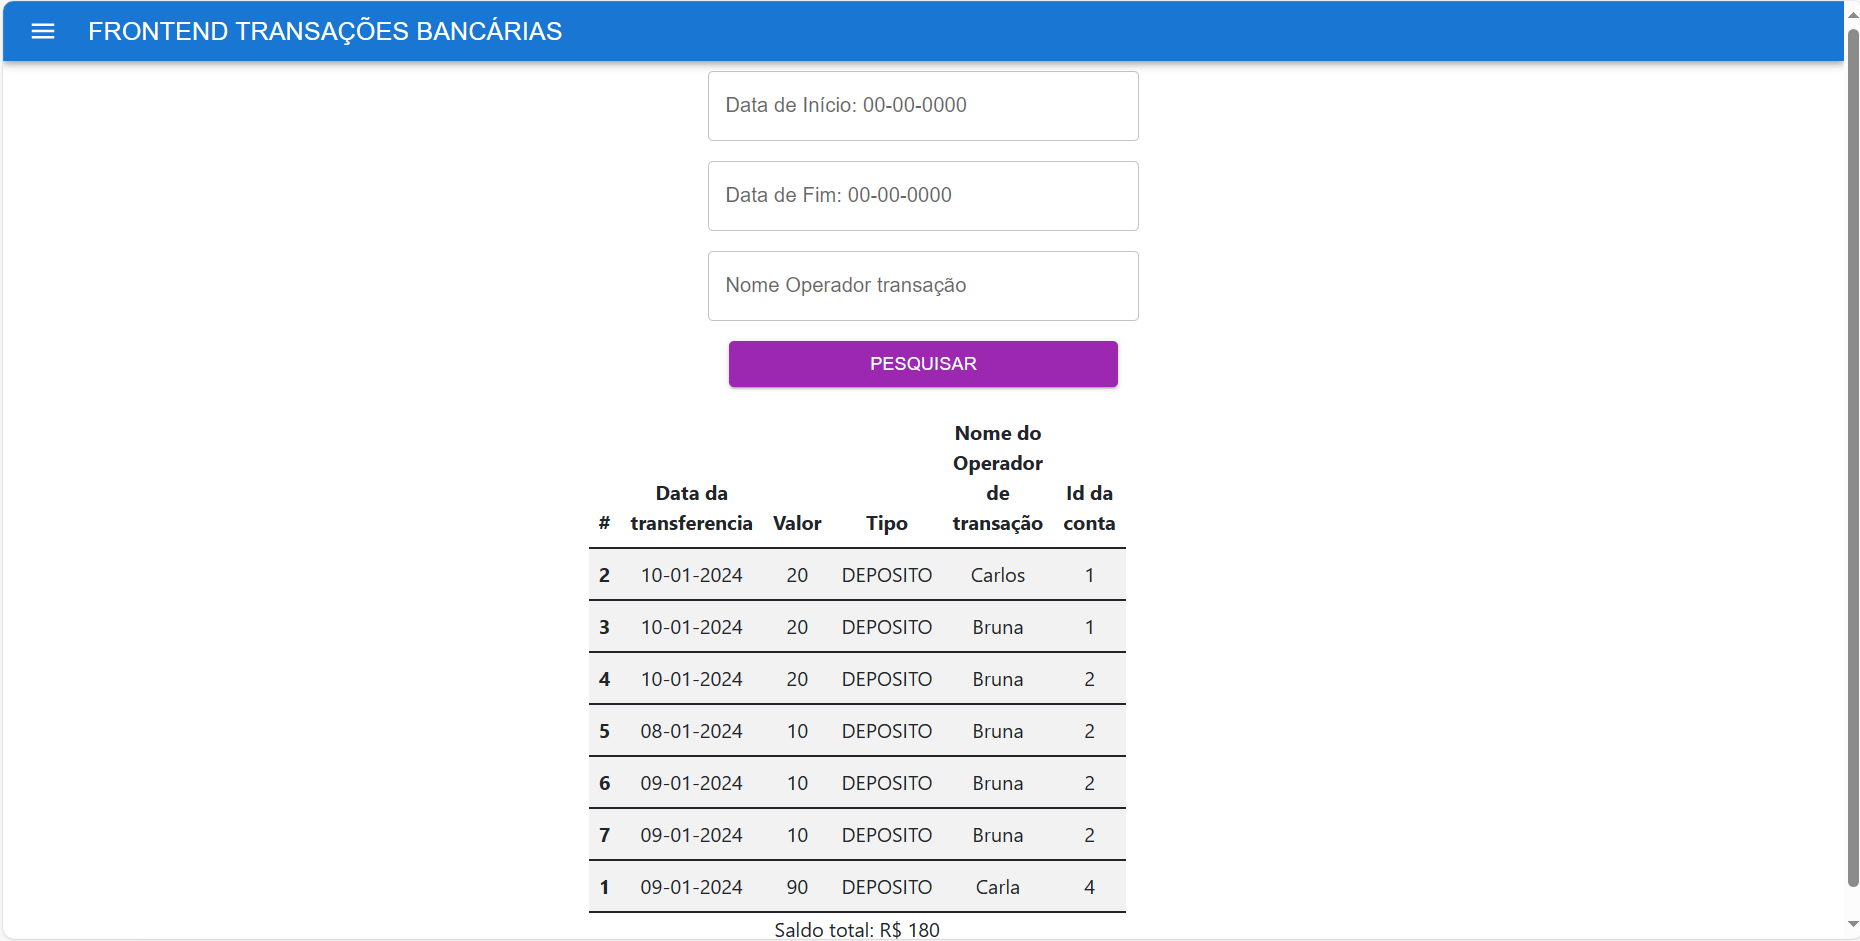 FRONTEND TRANSAÇÕES BANCÁRIAS
Data de Início: 00-00-0000
Data de Fim: 00-00-0000
Nome Operador transação
PESQUISAR
# Data da transferencia Valor Tipo Nome do Operador de transação Id da conta
2 10-01-2024 20 DEPOSITO Carlos 1
3 10-01-2024 20 DEPOSITO Bruna 1
4 10-01-2024 20 DEPOSITO Bruna 2
5 08-01-2024 10 DEPOSITO Bruna 2
6 09-01-2024 10 DEPOSITO Bruna 2
7 09-01-2024 10 DEPOSITO Bruna 2
1 09-01-2024 90 DEPOSITO Carla 4
Saldo total: R$ 180